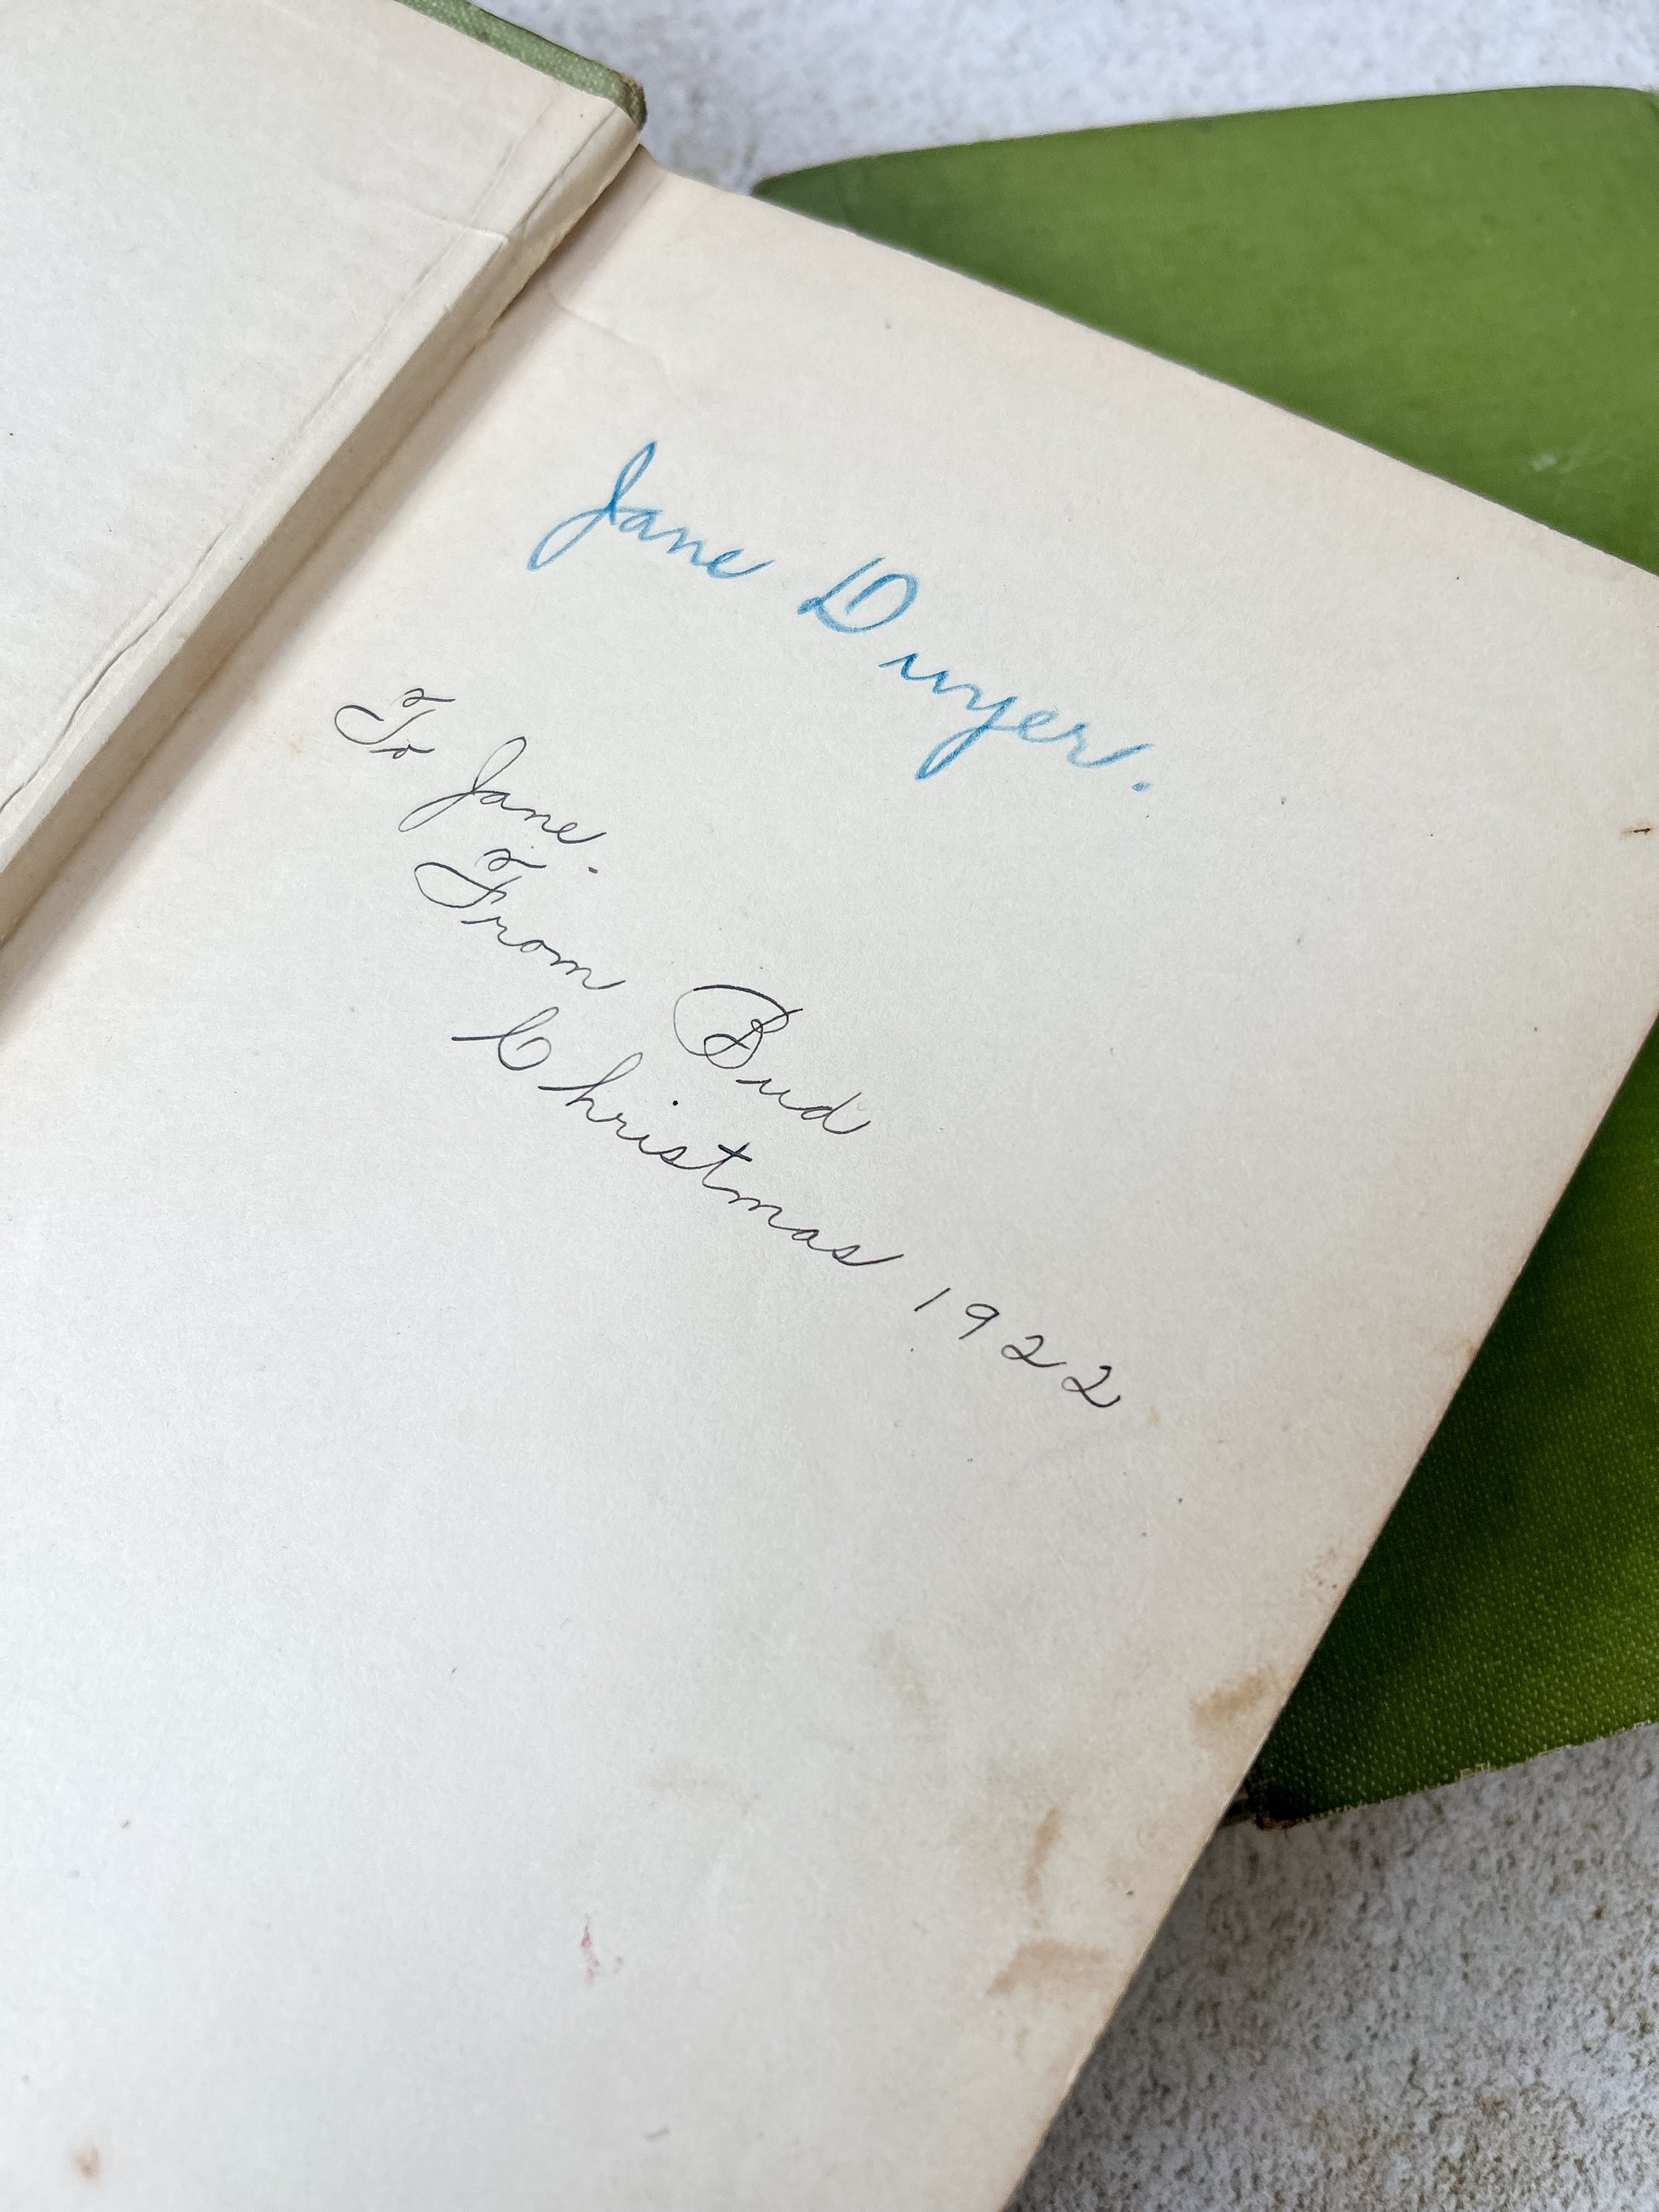 Jane Dwyer.
To Jane.
From Bud
Christmas 1922